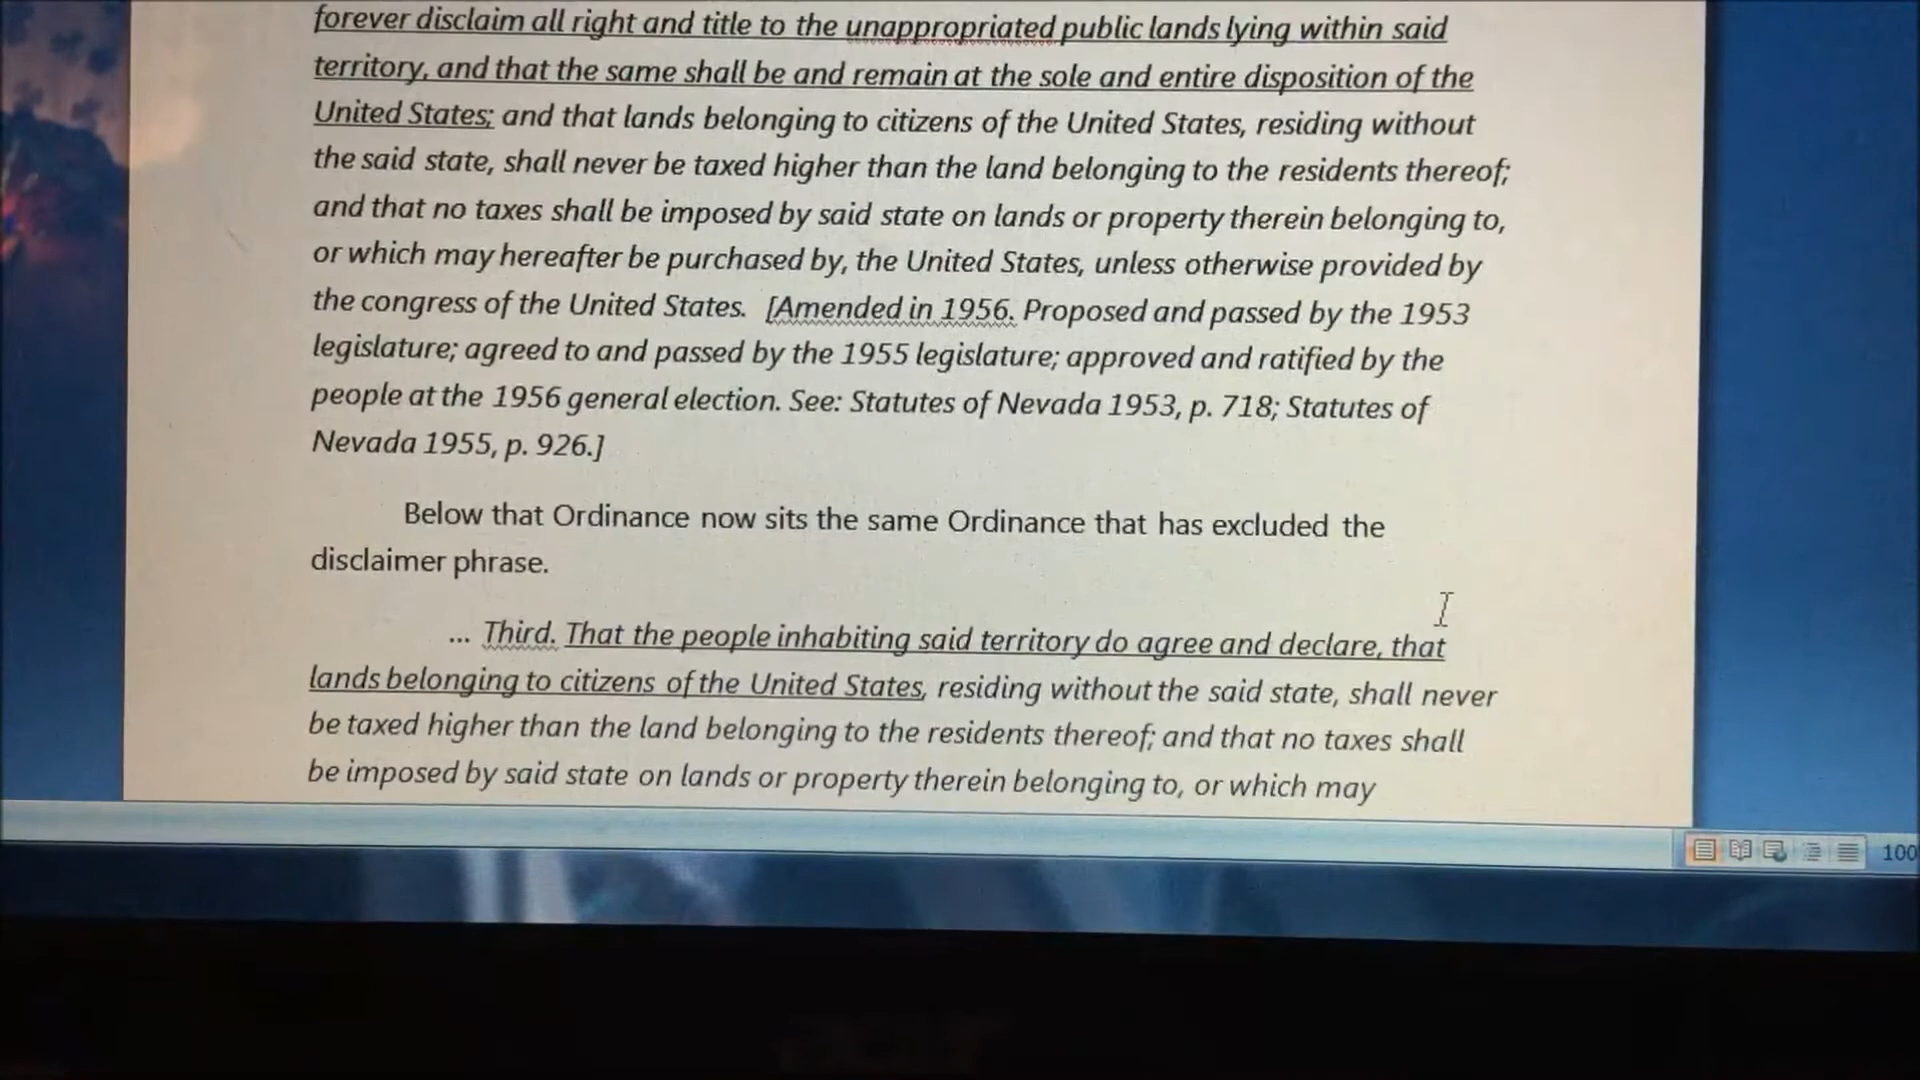 forever disclaim all right and title to the unappropriated public lands lying within said
territory, and that the same shall be and remain at the sole and entire disposition of the
United States; and that lands belonging to citizens of the United States, residing without
the said state, shall never be taxed higher than the land belonging to the residents thereof;
and that no taxes shall be imposed by said state on lands or property therein belonging to,
or which may hereafter be purchased by, the United States, unless otherwise provided by
the congress of the United States. [Amended in 1956. Proposed and passed by the 1953
legislature; agreed to and passed by the 1955 legislature; approved and ratified by the
people at the 1956 general election. See: Statutes of Nevada 1953, p. 718; Statutes of
Nevada 1955, p. 926.]
Below that Ordinance now sits the same Ordinance that has excluded the
disclaimer phrase.
... Third. That the people inhabiting said territory do agree and declare, that
lands belonging to citizens of the United States, residing without the said state, shall never
be taxed higher than the land belonging to the residents thereof; and that no taxes shall
be imposed by said state on lands or property therein belonging to, or which may
100